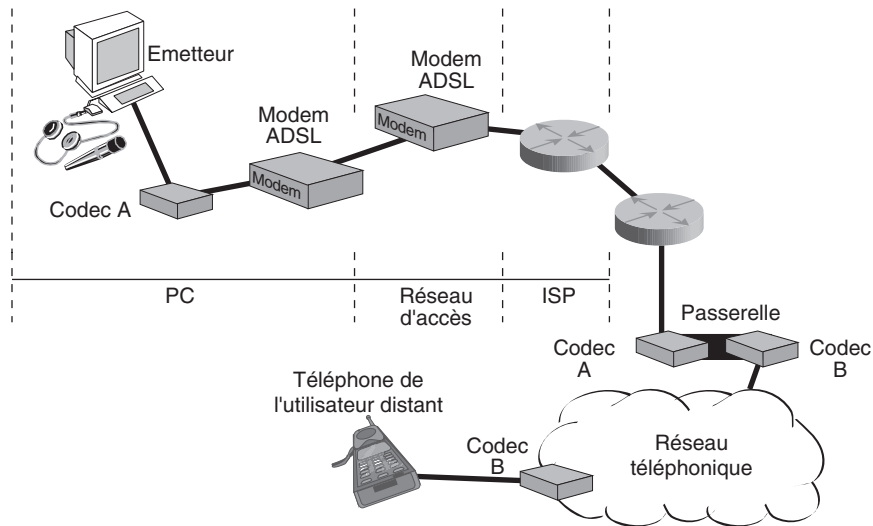 Emetteur
Modem
ADSL
Modem
ADSL
Modem
Modem
Codec A
PC
Réseau
d'accès
ISP
Passerelle
Codec
A
Codec
B
Téléphone de
l'utilisateur distant
Codec
B
Réseau
téléphonique